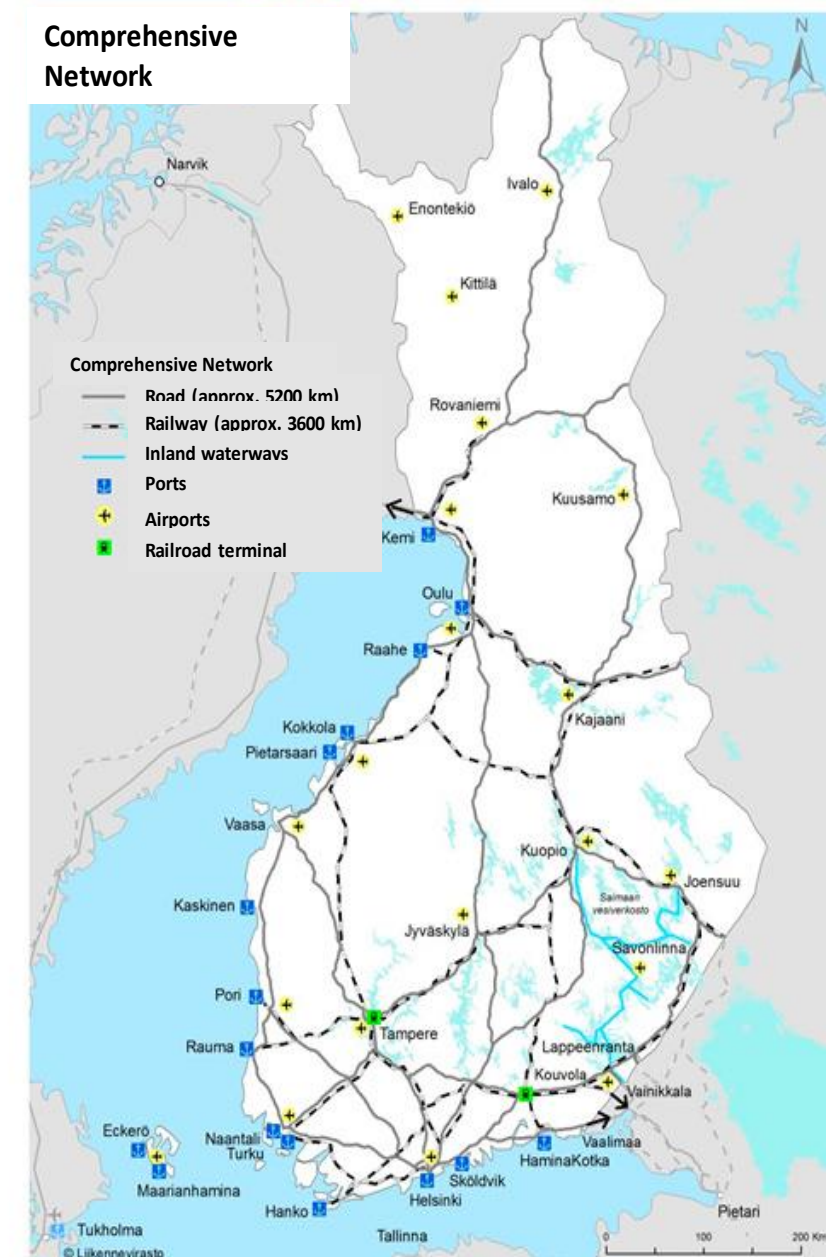 Comprehensive
Network
N
Narvik
Ivalo
Enontekiö
Kittilä
Comprehensive Network
Road (approx. 5200 km)
Railway (approx. 3600 km)
Inland waterways
Ports
Airports
Railroad terminal
Rovaniemi
Kuusamo
Kemi
Oulu
Raahe
Kajaani
Kokkola
Pietarsaari
Vaasa
Kuopio
Joensuu
Saimaan
vesiverkosto
Kaskinen
Jyväskylä
Savonlinna
Pori
Tampere
Rauma
Lappeenranta
Kouvola
Vainikkala
Eckerö
Naantali
Turku
Vaalimaa
HaminaKotka
Maarianhamina
Sköldvik
Helsinki
Hanko
Pietari
Tukholma
Tallinna
0 100 200 Km
© Liikennevirasto